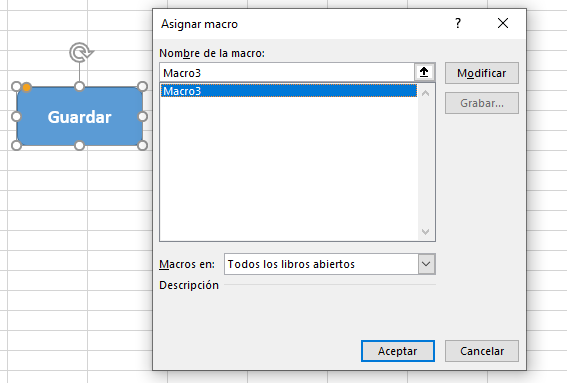 Asignar macro
?
Nombre de la macro:
Macro3
Modificar
Macro3
Grabar...
Guardar
Macros en:
Todos los libros abiertos
Descripción
Aceptar
Cancelar